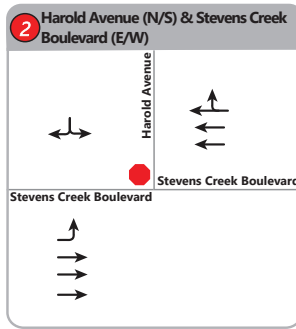 2
Harold Avenue (N/S) & Stevens Creek
Boulevard (E/W)
Harold Avenue
Stevens Creek Boulevard
Stevens Creek Boulevard